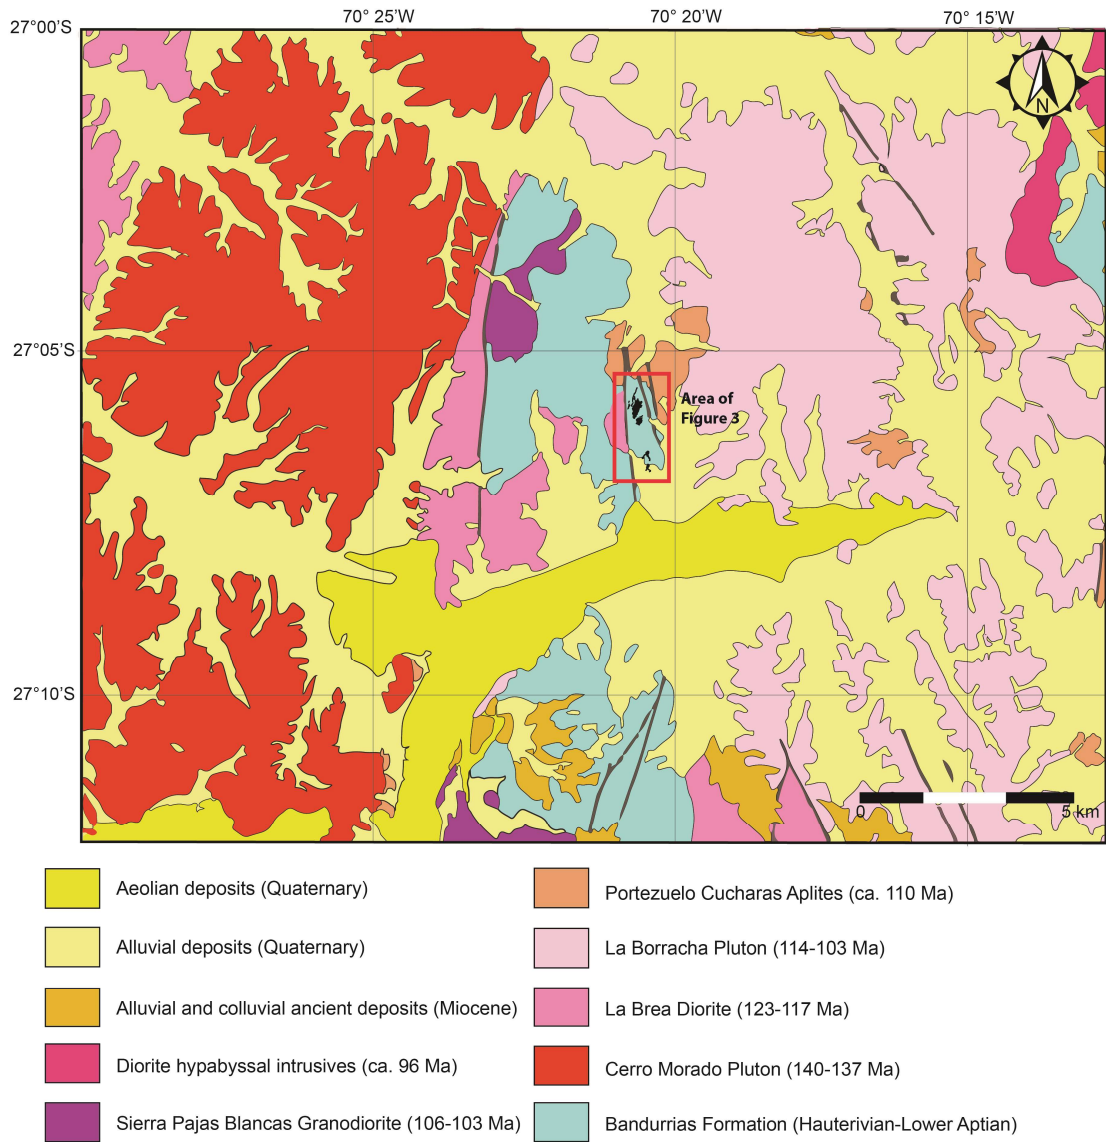 70° 25'W 70° 20'W 70° 15'W
27°00'S
N
27°05'S
Area of
Figure 3
27°10'S
0 5 km
Aeolian deposits (Quaternary)
Alluvial deposits (Quaternary)
Alluvial and colluvial ancient deposits (Miocene)
Diorite hypabyssal intrusives (ca. 96 Ma)
Sierra Pajas Blancas Granodiorite (106-103 Ma)
Portezuelo Cucharas Aplites (ca. 110 Ma)
La Borracha Pluton (114-103 Ma)
La Brea Diorite (123-117 Ma)
Cerro Morado Pluton (140-137 Ma)
Bandurrias Formation (Hauterivian-Lower Aptian)